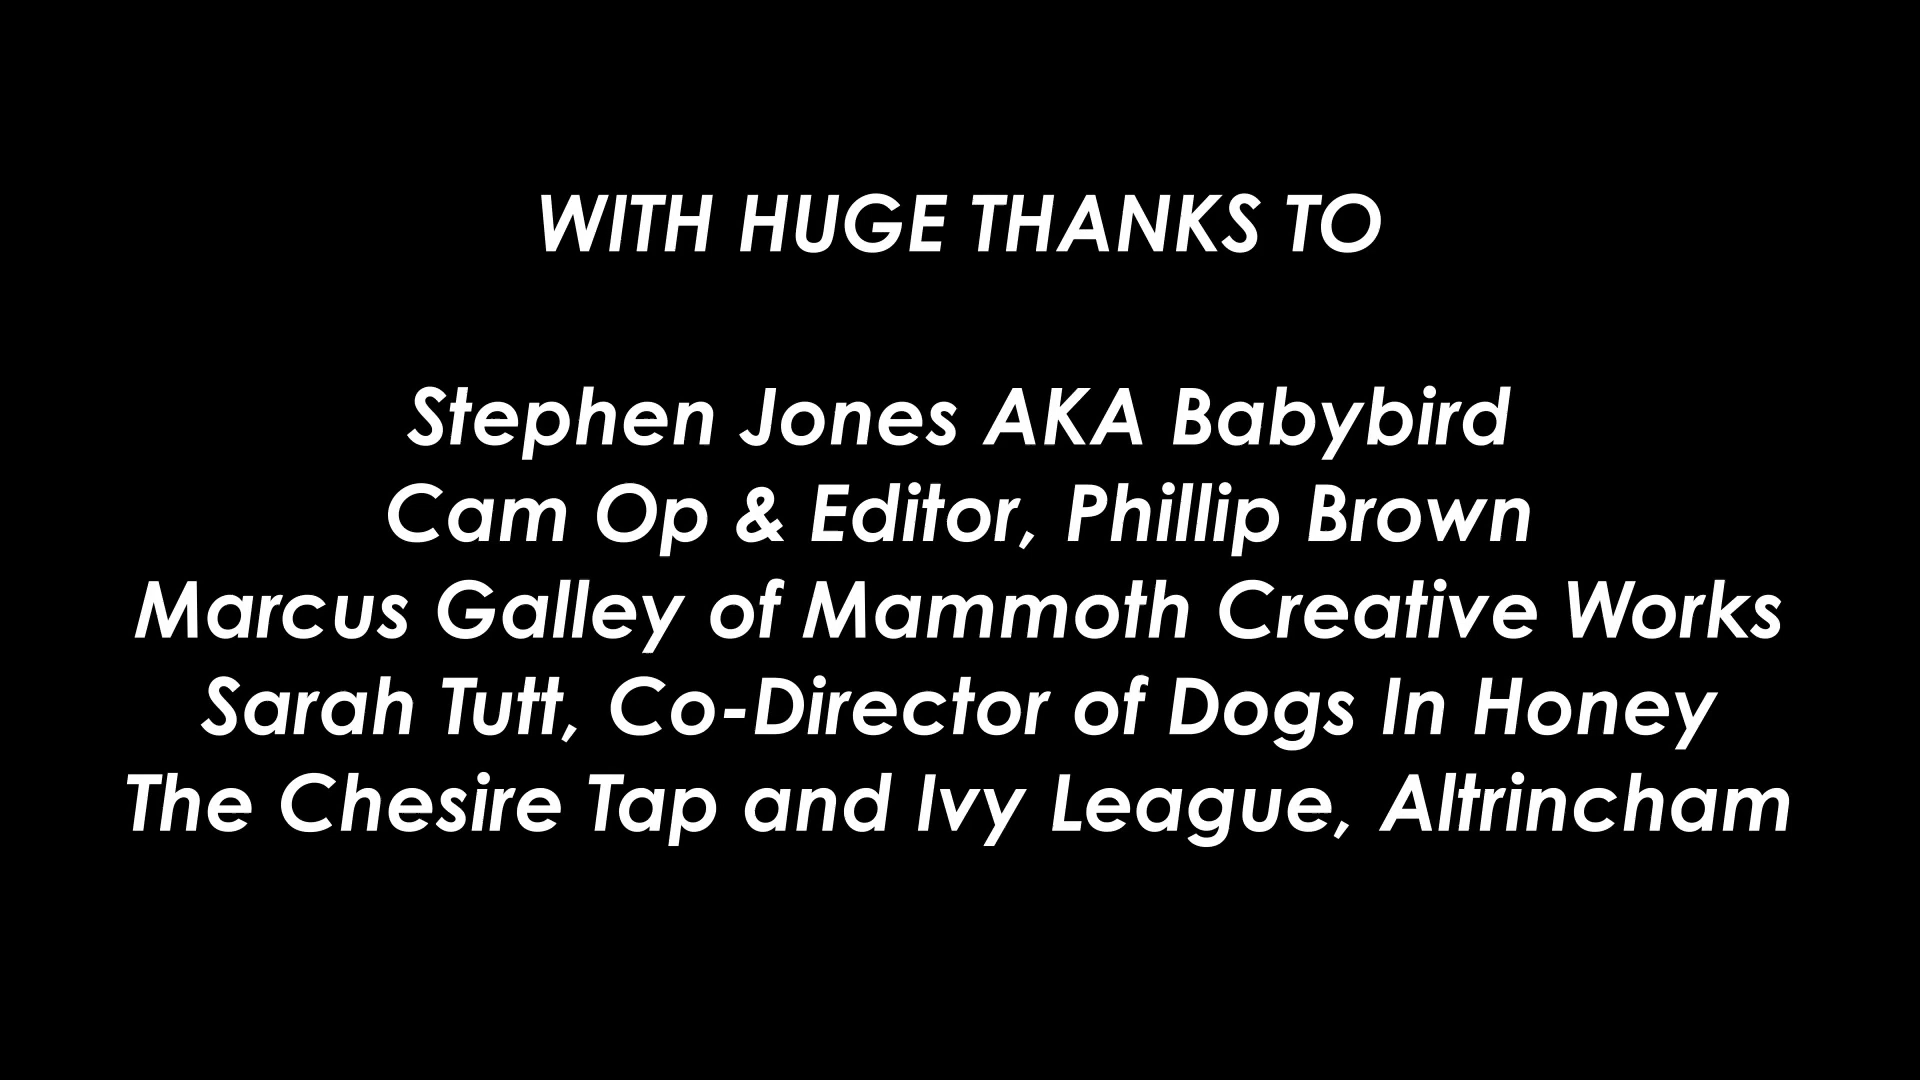 WITH HUGE THANKS TO
Stephen Jones AKA Babybird
Cam Op & Editor, Phillip Brown
Marcus Galley of Mammoth Creative Works
Sarah Tutt, Co-Director of Dogs In Honey
The Chesire Tap and Ivy League, Altrincham